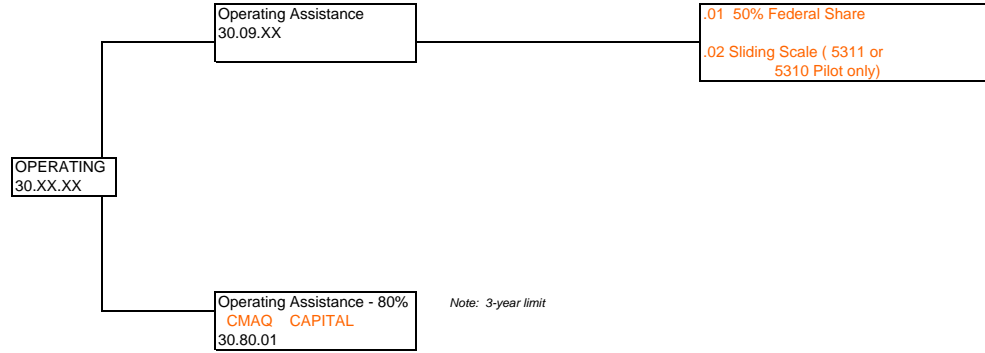 Operating Assistance
30.09.XX
.01 50% Federal Share
.02 Sliding Scale ( 5311 or
5310 Pilot only)
OPERATING
30.XX.XX
Operating Assistance - 80%
CMAQ CAPITAL
30.80.01
Note: 3-year limit